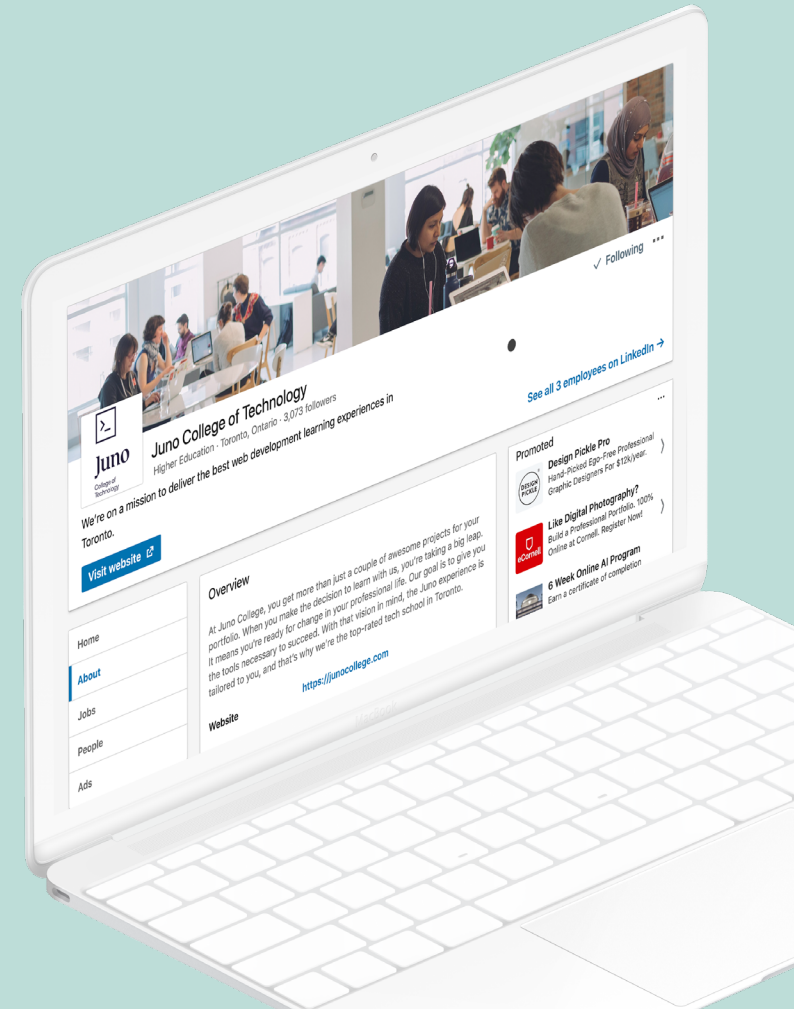 Following
See all 3 employees on LinkedIn →
>_
Juno
College of
Technology
Juno College of Technology
Higher Education · Toronto, Ontario · 3,073 followers
We're on a mission to deliver the best web development learning experiences in
Toronto.
Visit website
Home
About
Jobs
People
Ads
Overview
At Juno College, you get more than just a couple of awesome projects for your
portfolio. When you make the decision to learn with us, you're taking a big leap.
It means you're ready for change in your professional life. Our goal is to give you
the tools necessary to succeed. With that vision in mind, the Juno experience is
tailored to you, and that's why we're the top-rated tech school in Toronto.
https://junocollege.com
Website
Promoted
DESIGN
PICKLE
Design Pickle Pro
Hand-Picked Ego-Free Professional
Graphic Designers For $12k/year.
eCornell
Like Digital Photography?
Build a Professional Portfolio. 100%
Online at Cornell. Register Now!
6 Week Online AI Program
Earn a certificate of completion
MacBook